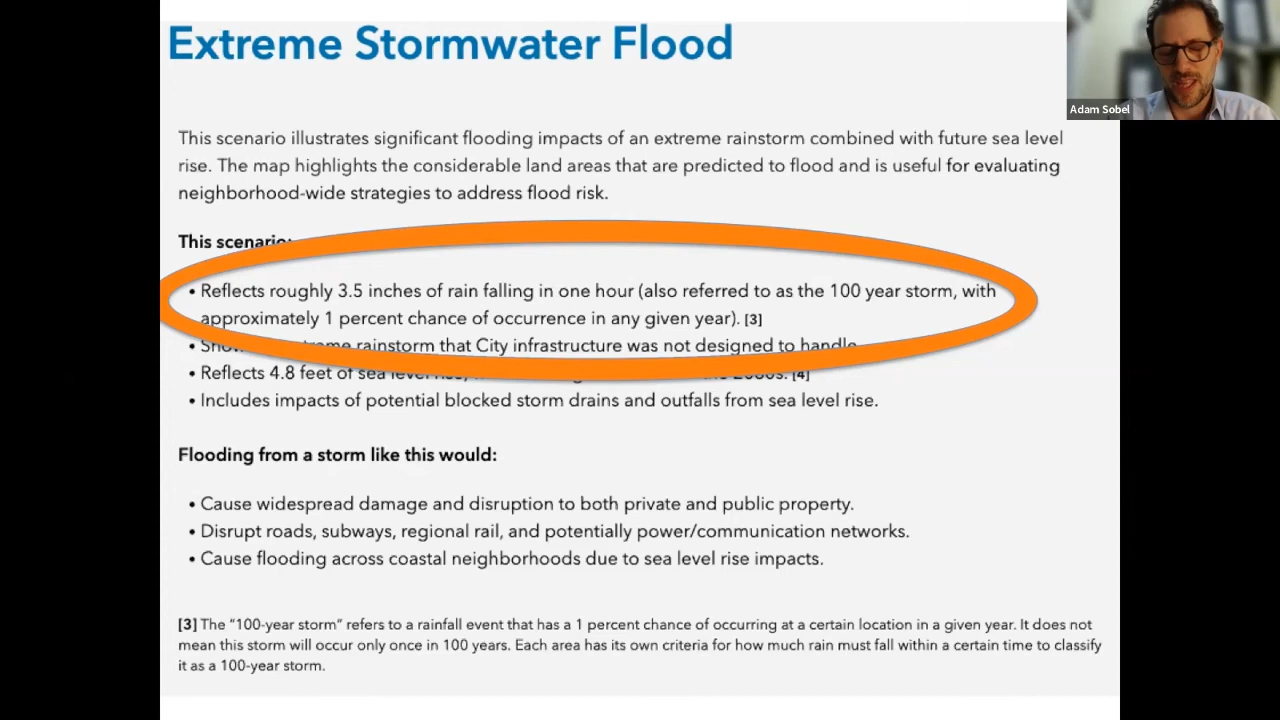 Extreme Stormwater Flood
Adam Sobel
This scenario illustrates significant flooding impacts of an extreme rainstorm combined with future sea level
rise. The map highlights the considerable land areas that are predicted to flood and is useful for evaluating
neighborhood-wide strategies to address flood risk.
This scenario:
• Reflects roughly 3.5 inches of rain falling in one hour (also referred to as the 100 year storm, with
approximately 1 percent chance of occurrence in any given year). [3]
• rainstorm that City infrastructure was not designed to handle
• Reflects 4.8 feet of sea level [4]
• Includes impacts of potential blocked storm drains and outfalls from sea level rise.
Flooding from a storm like this would:
• Cause widespread damage and disruption to both private and public property.
• Disrupt roads, subways, regional rail, and potentially power/communication networks.
• Cause flooding across coastal neighborhoods due to sea level rise impacts.
[3] The “100-year storm” refers to a rainfall event that has a 1 percent chance of occurring at a certain location in a given year. It does not
mean this storm will occur only once in 100 years. Each area has its own criteria for how much rain must fall within a certain time to classify
it as a 100-year storm.